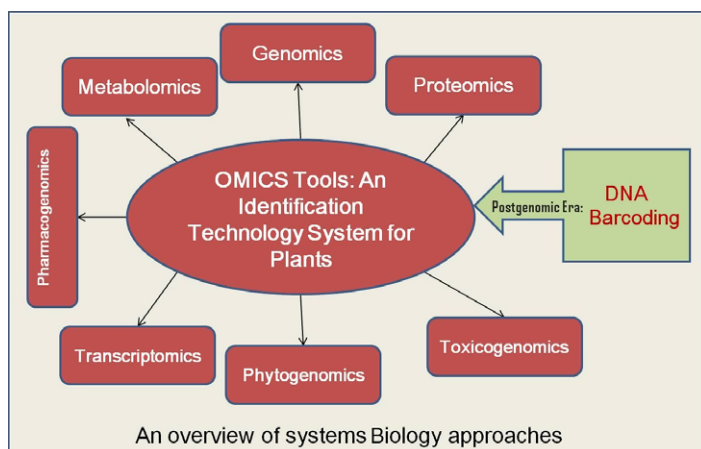 Genomics
Metabolomics
Proteomics
Pharmacogenomics
OMICS Tools: An
Identification
Technology System for
Plants
Postgenomic Era:
DNA
Barcoding
Transcriptomics
Phytogenomics
Toxicogenomics
An overview of systems Biology approaches